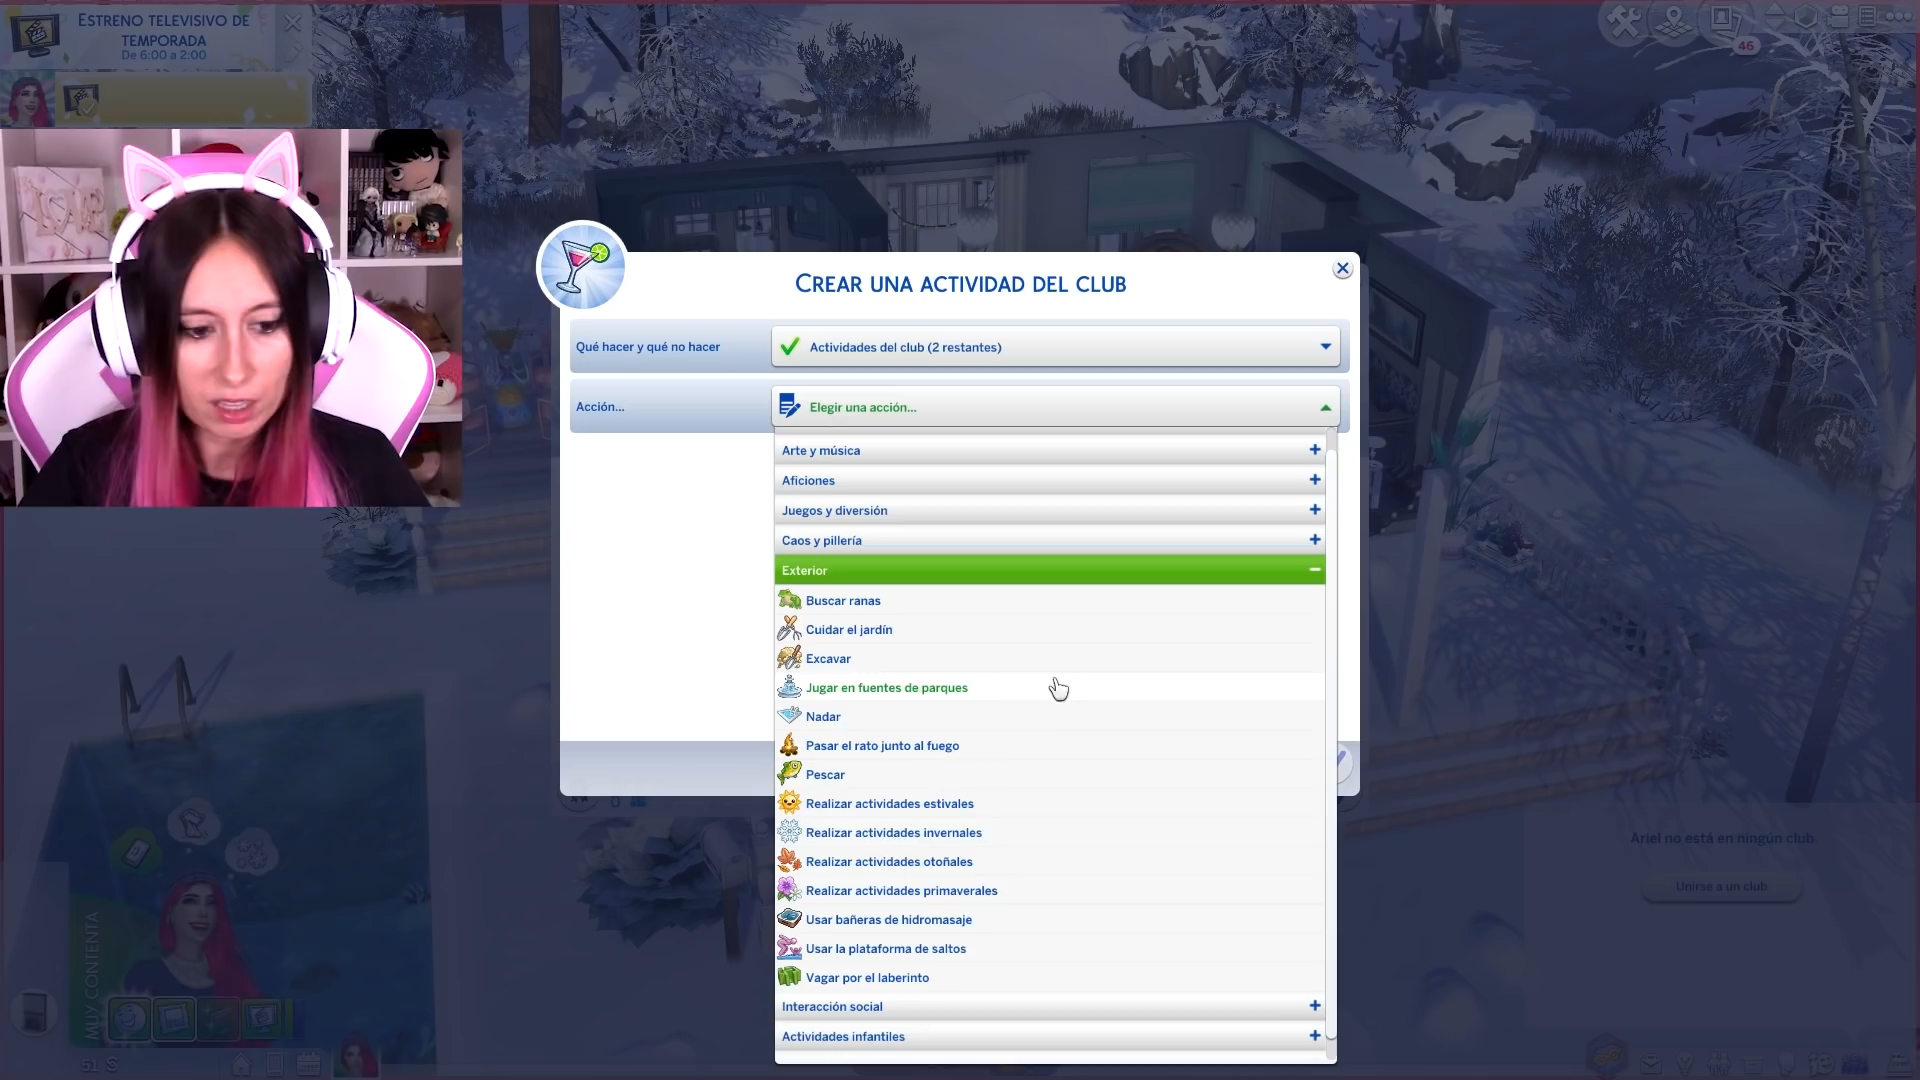 ESTRENO TELEVISIVO DE
TEMPORADA
De 6:00 a 2:00
46
CREAR UNA ACTIVIDAD DEL CLUB
Qué hacer y qué no hacer
Actividades del club (2 restantes)
Acción...
Elegir una acción...
Arte y música
Aficiones
Juegos y diversión
Caos y pillería
Exterior
Buscar ranas
Cuidar el jardín
Excavar
Jugar en fuentes de parques
Nadar
Pasar el rato junto al fuego
Pescar
Realizar actividades estivales
Realizar actividades invernales
Realizar actividades otoñales
Realizar actividades primaverales
Usar bañeras de hidromasaje
Usar la plataforma de saltos
Vagar por el laberinto
Interacción social
Actividades infantiles
Ariel no está en ningún club.
Unirse a un club
MUY CONTENTA
51 §